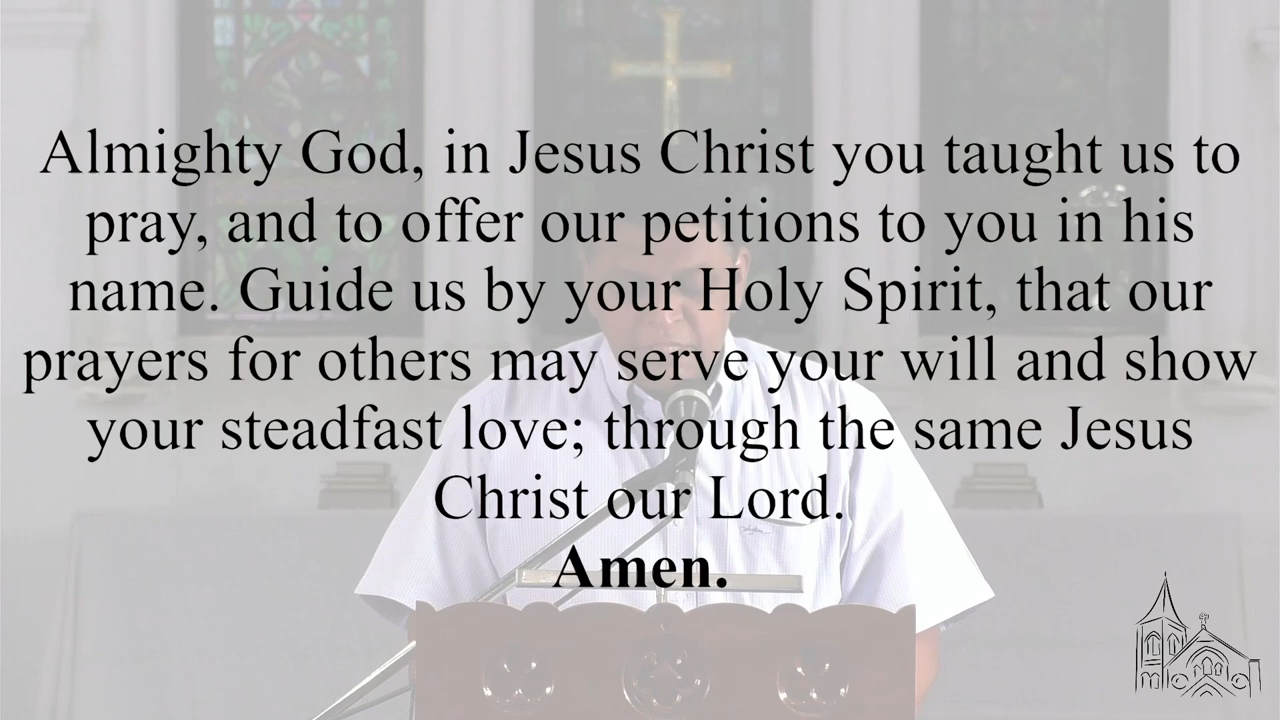 Almighty God, in Jesus Christ you taught us to
pray, and to offer our petitions to you in his
name. Guide us by your Holy Spirit, that our
prayers for others may serve your will and show
your steadfast love; through the same Jesus
Christ our Lord.
Amen.